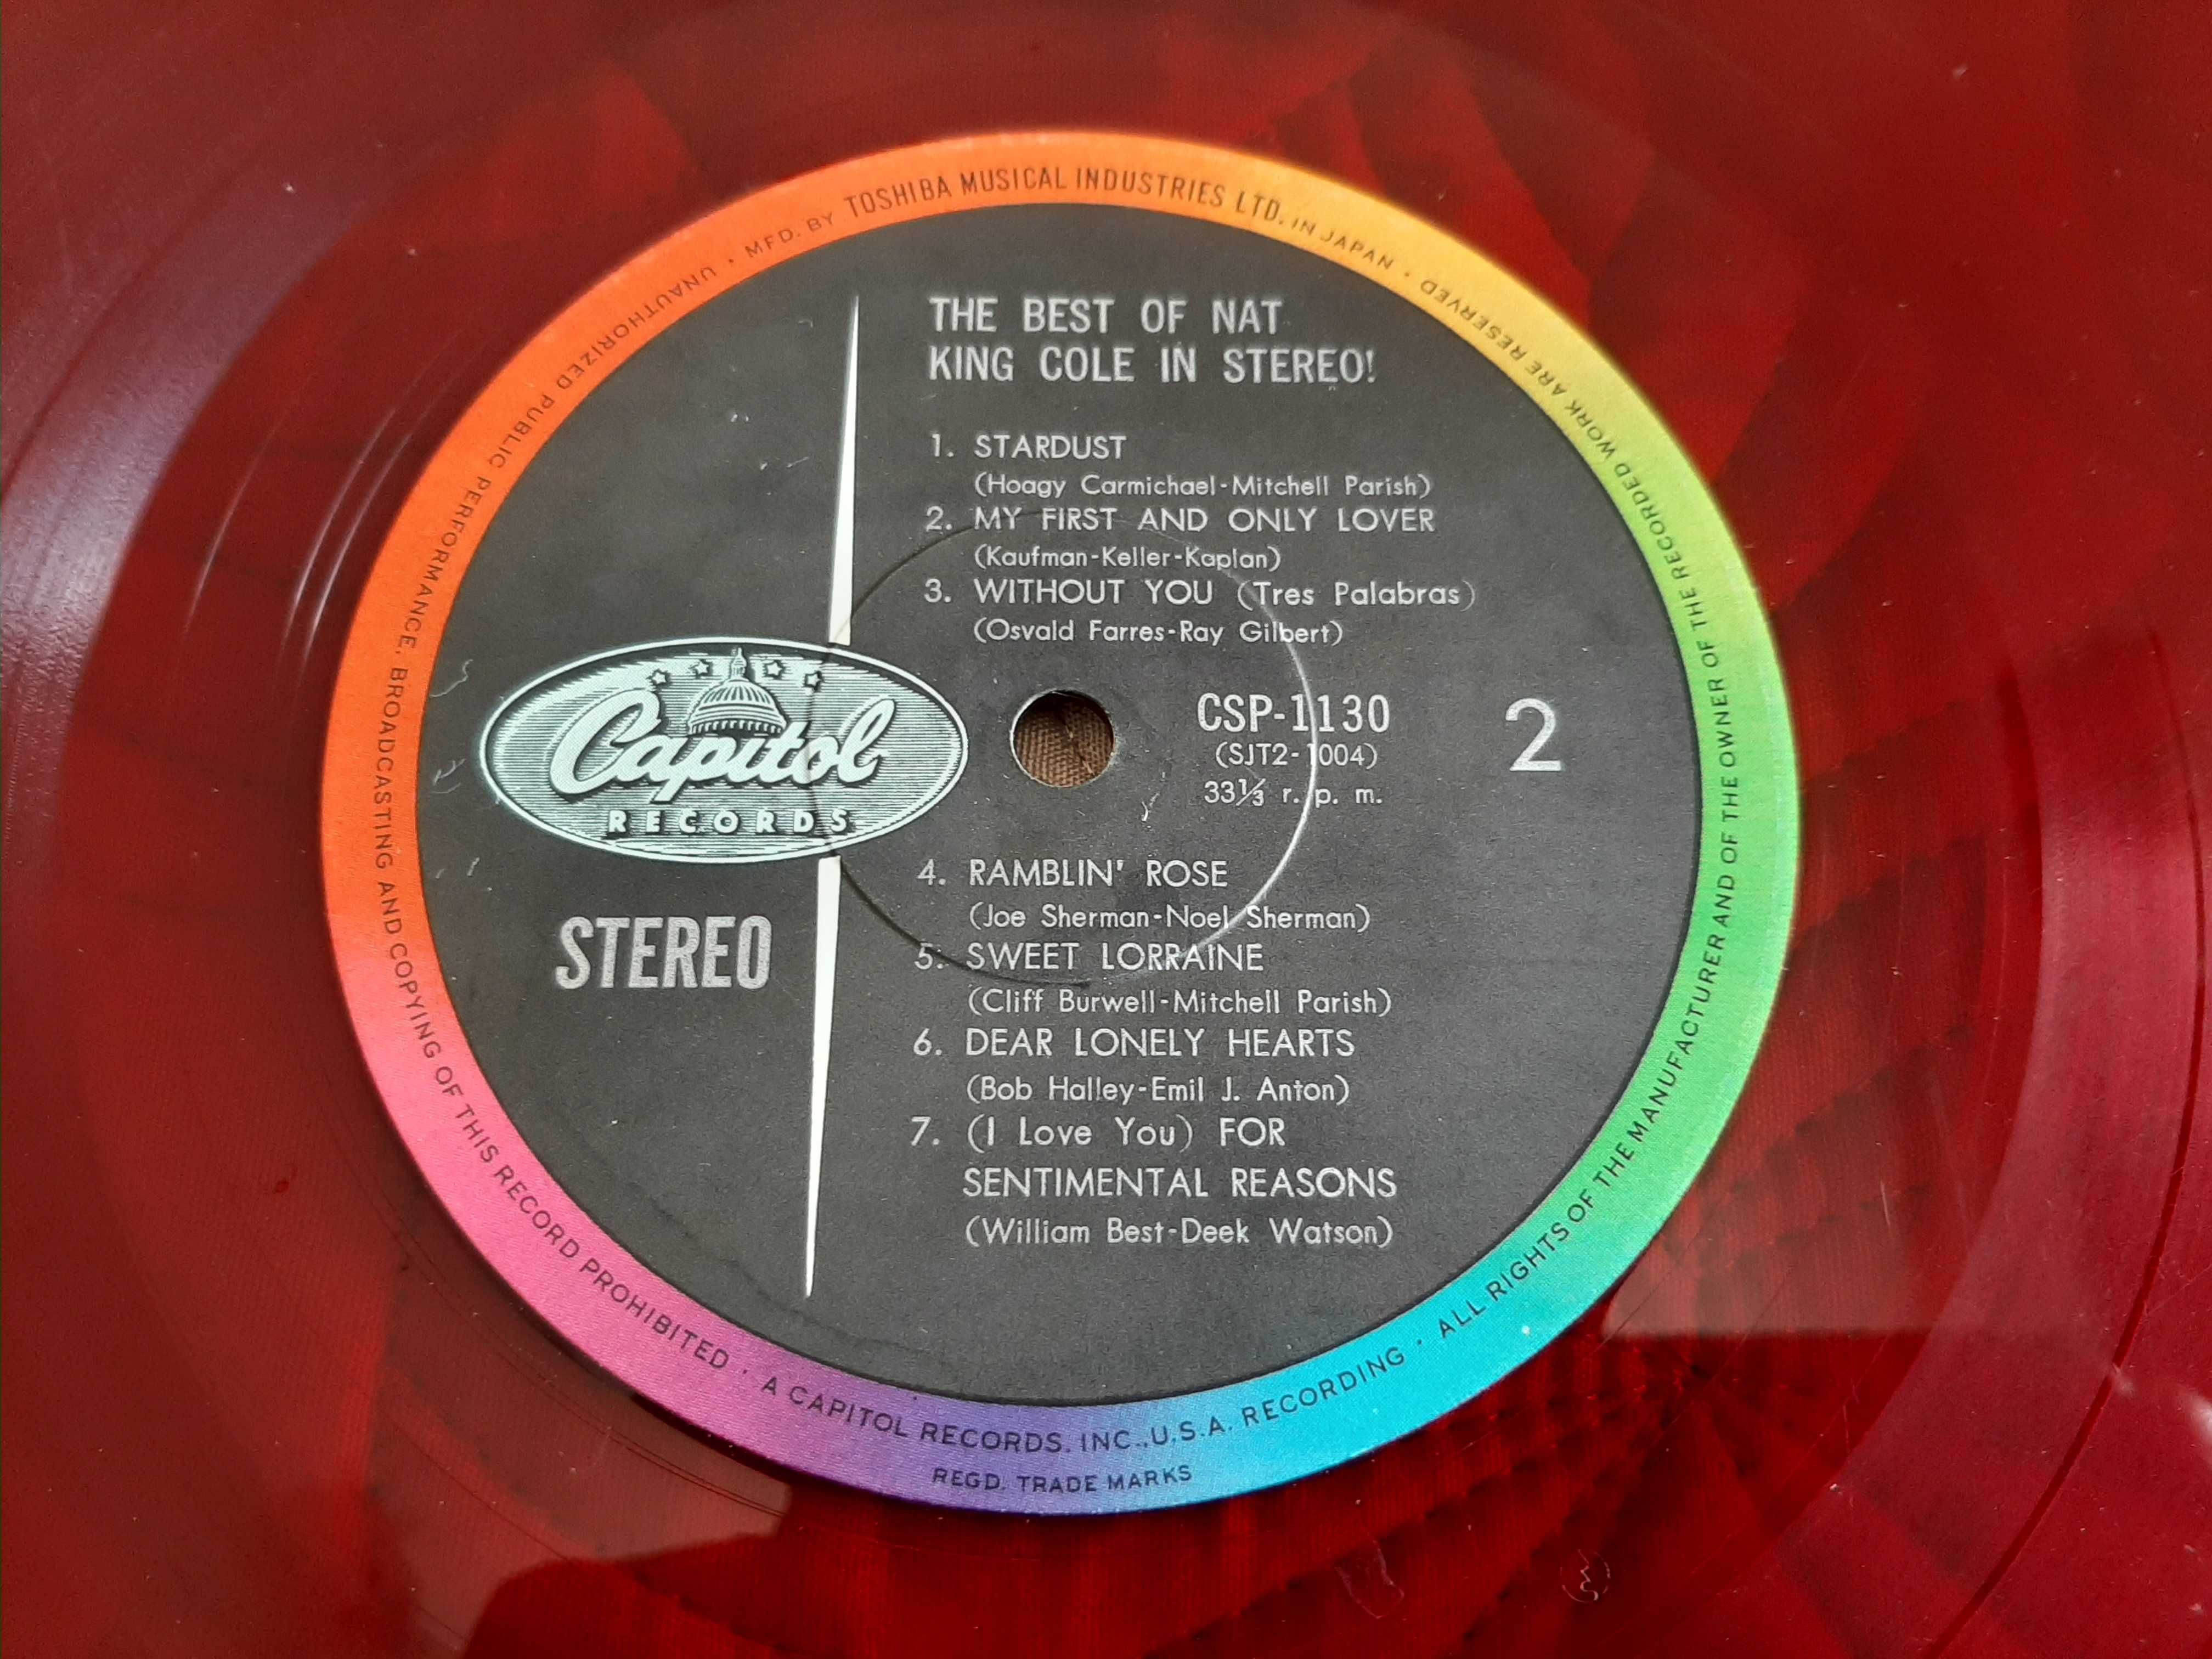 THE BEST OF NAT
KING COLE IN STEREO!
1. STARDUST
(Hoagy Carmichael-Mitchell Parish)
2. MY FIRST AND ONLY LOVER
(Kaufman-Keller-Kaplan)
3. WITHOUT YOU (Tres Palabras)
(Osvald Farres-Ray Gilbert)
Capitol
RECORDS
STEREO
CSP-1130
(SJT2-1004)
33⅓ r. p. m.
2
4. RAMBLIN' ROSE
(Joe Sherman-Noel Sherman)
5. SWEET LORRAINE
(Cliff Burwell-Mitchell Parish)
6. DEAR LONELY HEARTS
(Bob Halley-Emil J. Anton)
7. (I Love You) FOR
SENTIMENTAL REASONS
(William Best-Deek Watson)
MFD. BY TOSHIBA MUSICAL INDUSTRIES LTD. IN JAPAN •
UNAUTHORIZED PUBLIC PERFORMANCE, BROADCASTING AND COPYING OF THIS RECORD PROHIBITED • A CAPITOL RECORDS, INC., U.S.A. RECORDING • ALL RIGHTS OF THE MANUFACTURER AND OF THE OWNER OF THE RECORDED WORK ARE RESERVED •
REGD. TRADE MARKS